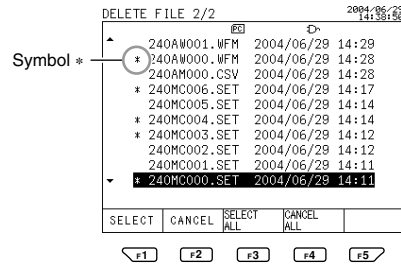 DELETE FILE 2/2 2004/06/29
14:38:56
PC
240AW001.WFM 2004/06/29 14:29
Symbol * * 240AW000.WFM 2004/06/29 14:28
240AM000.CSV 2004/06/29 14:28
* 240MC006.SET 2004/06/29 14:17
240MC005.SET 2004/06/29 14:14
* 240MC004.SET 2004/06/29 14:14
* 240MC003.SET 2004/06/29 14:12
240MC002.SET 2004/06/29 14:12
240MC001.SET 2004/06/29 14:11
* 240MC000.SET 2004/06/29 14:11
SELECT CANCEL SELECT ALL CANCEL ALL
F1 F2 F3 F4 F5